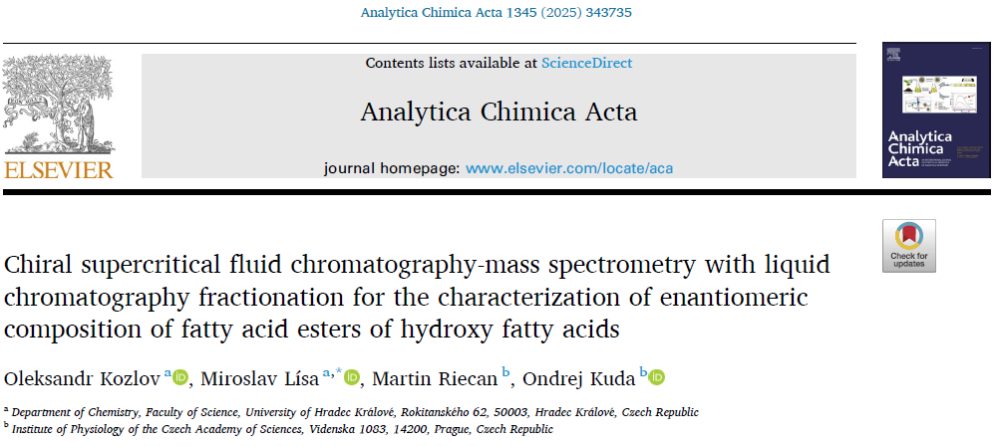 Analytica Chimica Acta 1345 (2025) 343735
Contents lists available at ScienceDirect
Analytica Chimica Acta
journal homepage: www.elsevier.com/locate/aca
ELSEVIER
Analytica
Chimica
Acta
Check for
updates
Chiral supercritical fluid chromatography-mass spectrometry with liquid
chromatography fractionation for the characterization of enantiomeric
composition of fatty acid esters of hydroxy fatty acids
Oleksandr Kozlov a iD, Miroslav Lísa a,* iD, Martin Riecan b, Ondrej Kuda b iD
a Department of Chemistry, Faculty of Science, University of Hradec Králové, Rokitanského 62, 50003, Hradec Králové, Czech Republic
b Institute of Physiology of the Czech Academy of Sciences, Videnska 1083, 14200, Prague, Czech Republic